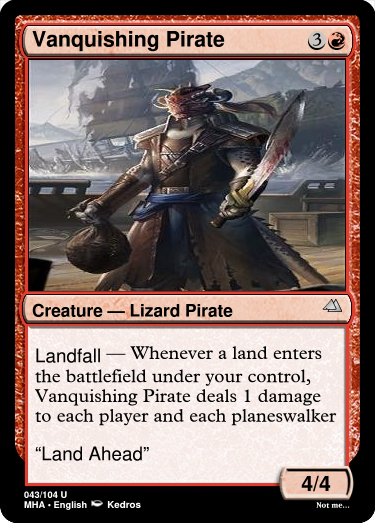 Vanquishing Pirate 3
Creature — Lizard Pirate
Landfall — Whenever a land enters
the battlefield under your control,
Vanquishing Pirate deals 1 damage
to each player and each planeswalker
“Land Ahead”
4/4
043/104 U
MHA • English Kedros
Not me...